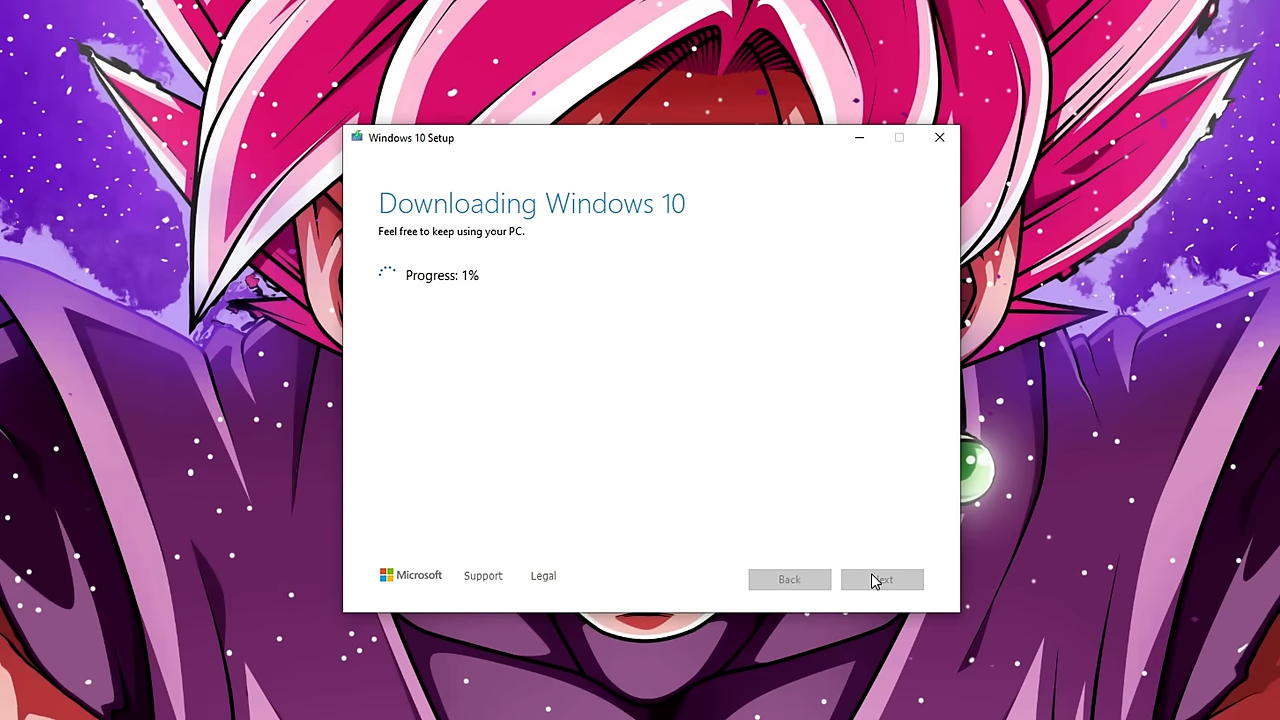 Windows 10 Setup
Downloading Windows 10
Feel free to keep using your PC.
Progress: 1%
Microsoft Support Legal Back